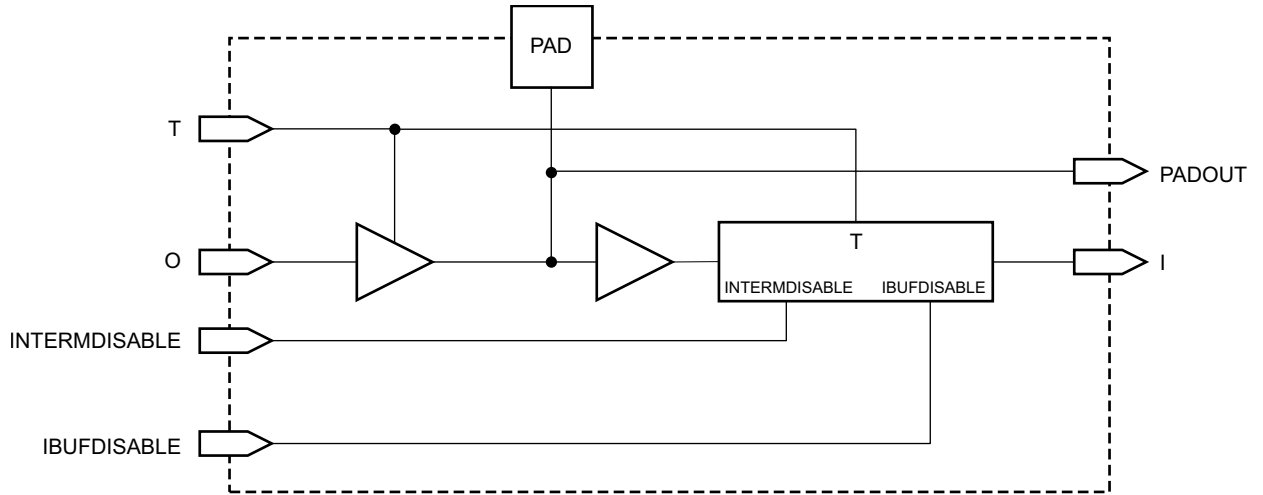 PAD
T
PADOUT
O
T
I
INTERMDISABLE IBUFDISABLE
INTERMDISABLE
IBUFDISABLE